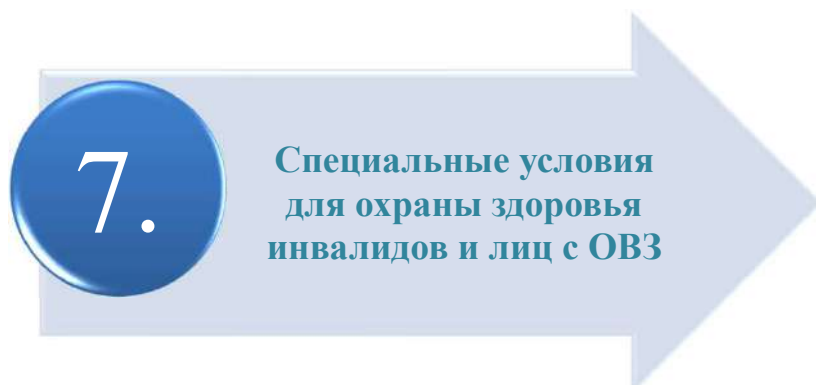 7.
Специальные условия
для охраны здоровья
инвалидов и лиц с ОВЗ